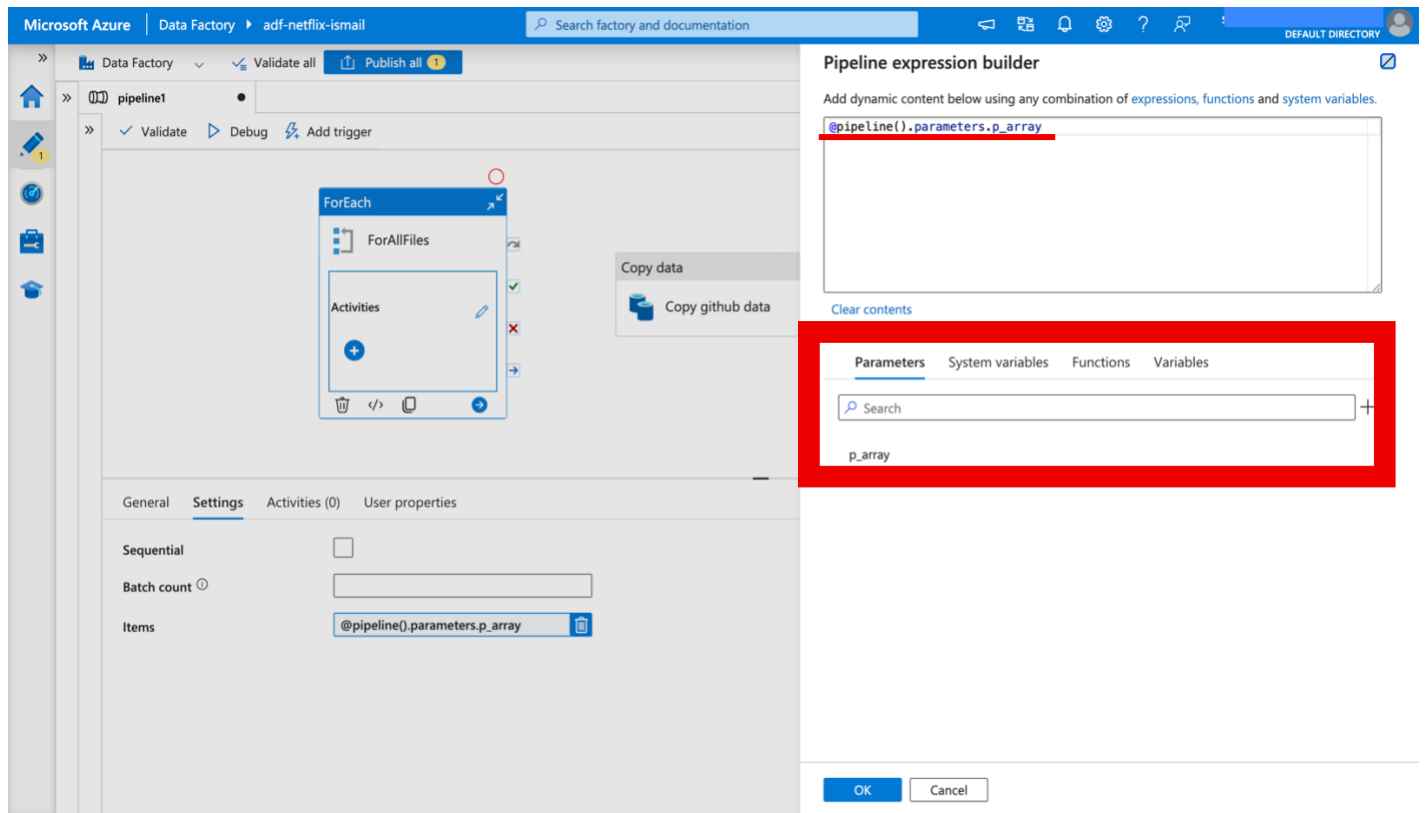 Microsoft Azure Data Factory adf-netflix-ismail Search factory and documentation DEFAULT DIRECTORY
Data Factory Validate all Publish all 1
pipeline1
Validate Debug Add trigger
1
ForEach
ForAllFiles
Activities
</>
Copy data
Copy github data
General Settings Activities (0) User properties
Sequential
Batch count
Items @pipeline().parameters.p_array
Pipeline expression builder
Add dynamic content below using any combination of expressions, functions and system variables.
@pipeline().parameters.p_array
Clear contents
Parameters System variables Functions Variables
Search
p_array
OK Cancel